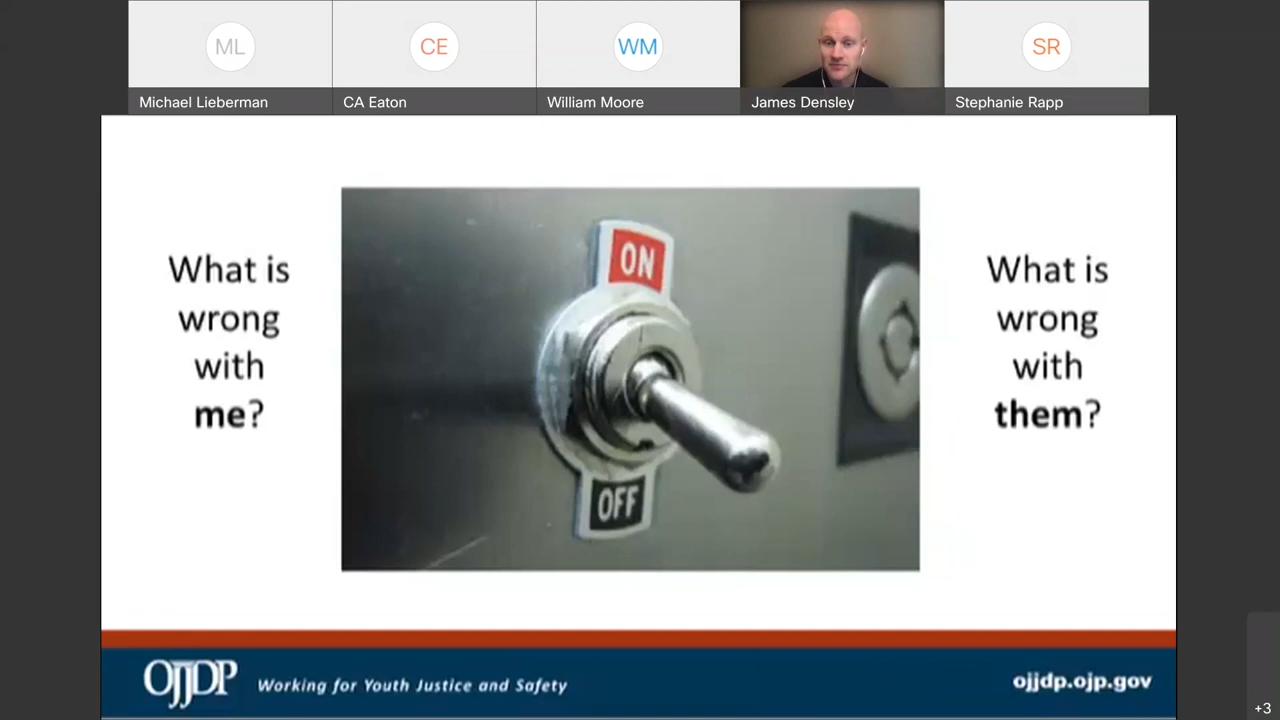 ML
CE
WM
SR
Michael Lieberman
CA Eaton
William Moore
James Densley
Stephanie Rapp
What is
wrong
with
me?
ON
OFF
What is
wrong
with
them?
OJJDP
Working for Youth Justice and Safety
ojjdp.ojp.gov
+3